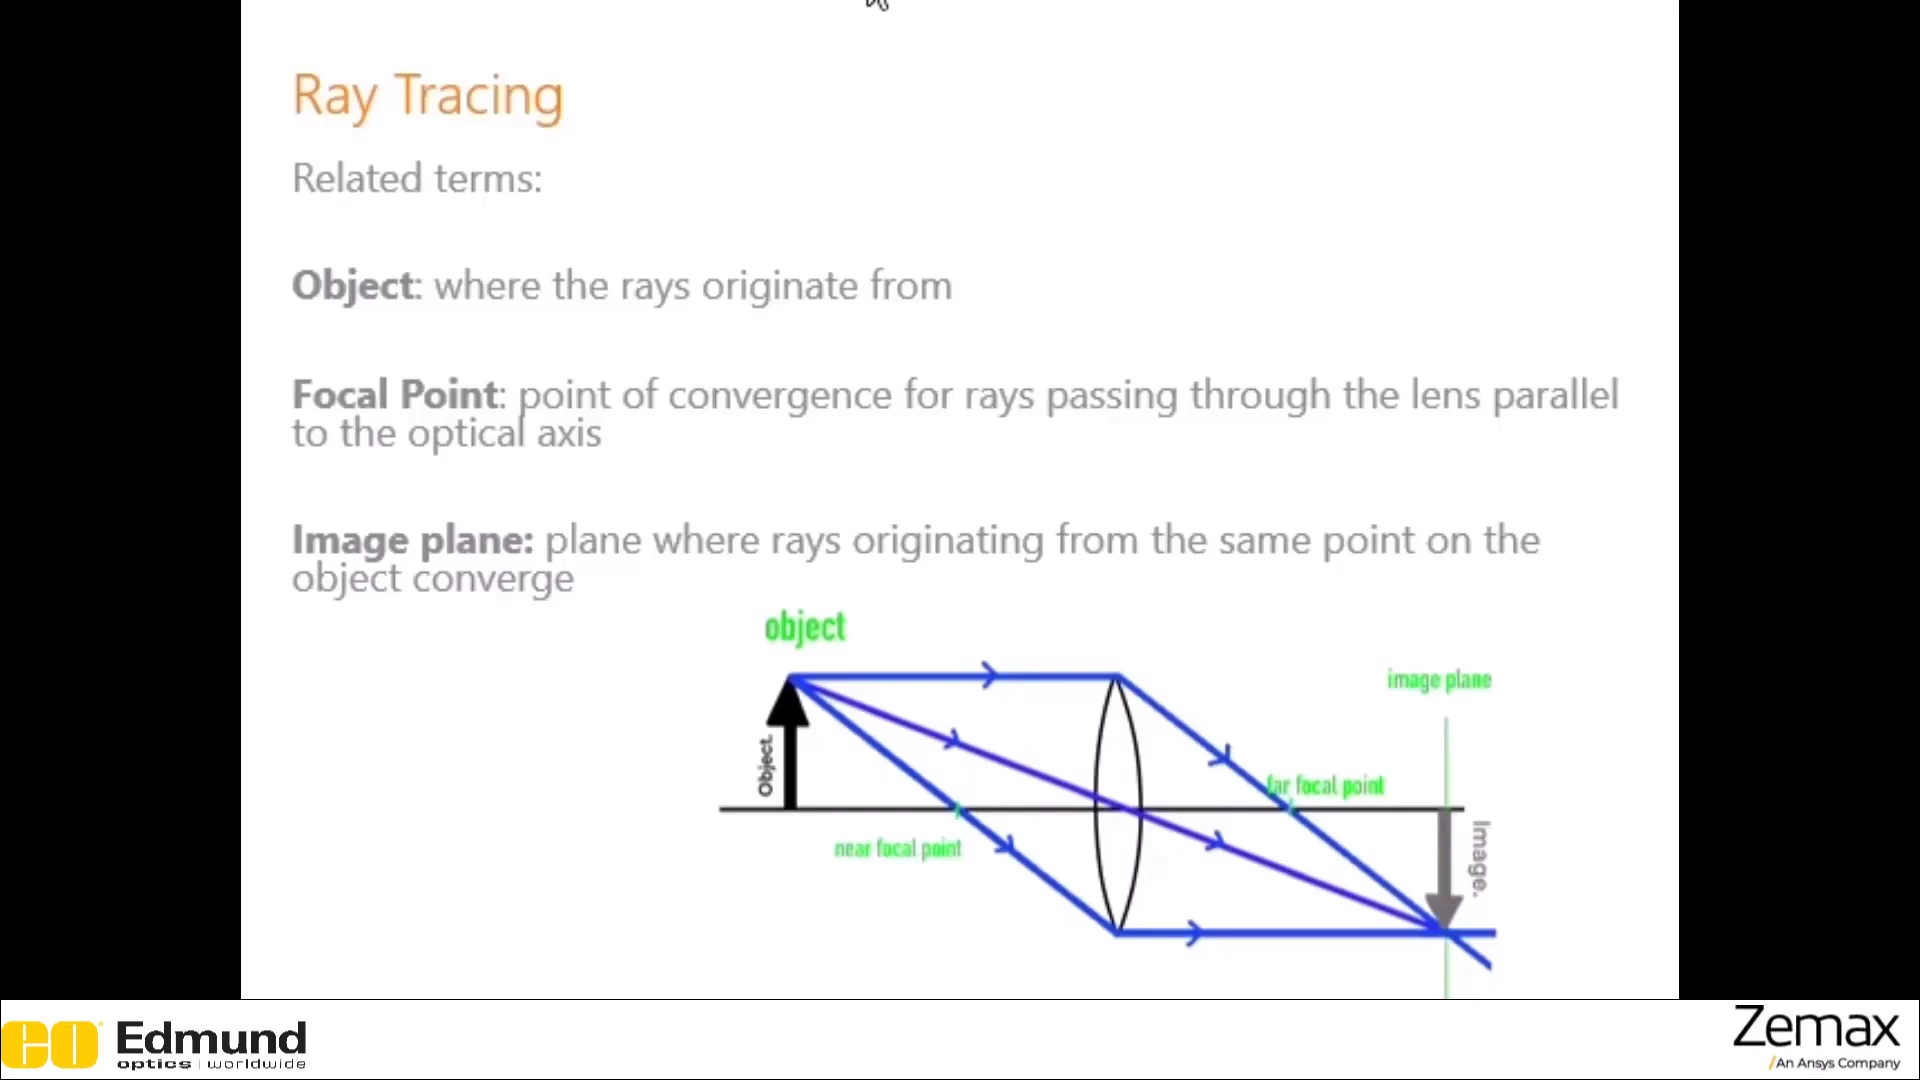 Ray Tracing
Related terms:
Object: where the rays originate from
Focal Point: point of convergence for rays passing through the lens parallel
to the optical axis
Image plane: plane where rays originating from the same point on the
object converge
object
image plane
Object.
far focal point
near focal point
Image.
EO Edmund
optics | worldwide
Zemax
/An Ansys Company